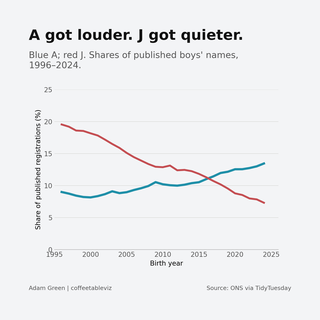 A got louder. J got quieter.
Blue A; red J. Shares of published boys' names,
1996–2024.
25
20
15
10
5
0
Share of published registrations (%)
1995 2000 2005 2010 2015 2020 2025
Birth year
Adam Green | coffeetableviz Source: ONS via TidyTuesday